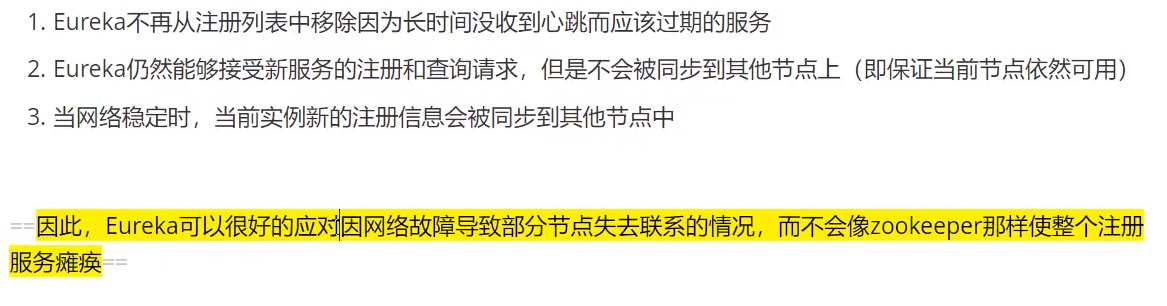 1. Eureka不再从注册列表中移除因为长时间没收到心跳而应该过期的服务
2. Eureka仍然能够接受新服务的注册和查询请求，但是不会被同步到其他节点上（即保证当前节点依然可用）
3. 当网络稳定时，当前实例新的注册信息会被同步到其他节点中
==因此，Eureka可以很好的应对因网络故障导致部分节点失去联系的情况，而不会像zookeeper那样使整个注册
服务瘫痪==